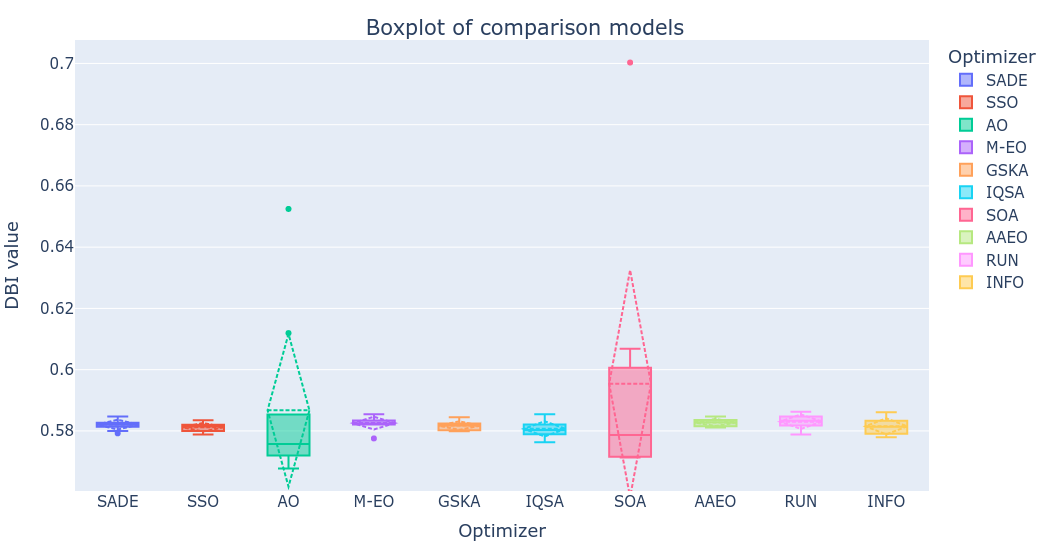 Boxplot of comparison models
DBI value
0.7
0.68
0.66
0.64
0.62
0.6
0.58
SADE SSO AO M-EO GSKA IQSA SOA AAEO RUN INFO
Optimizer
Optimizer
SADE
SSO
AO
M-EO
GSKA
IQSA
SOA
AAEO
RUN
INFO